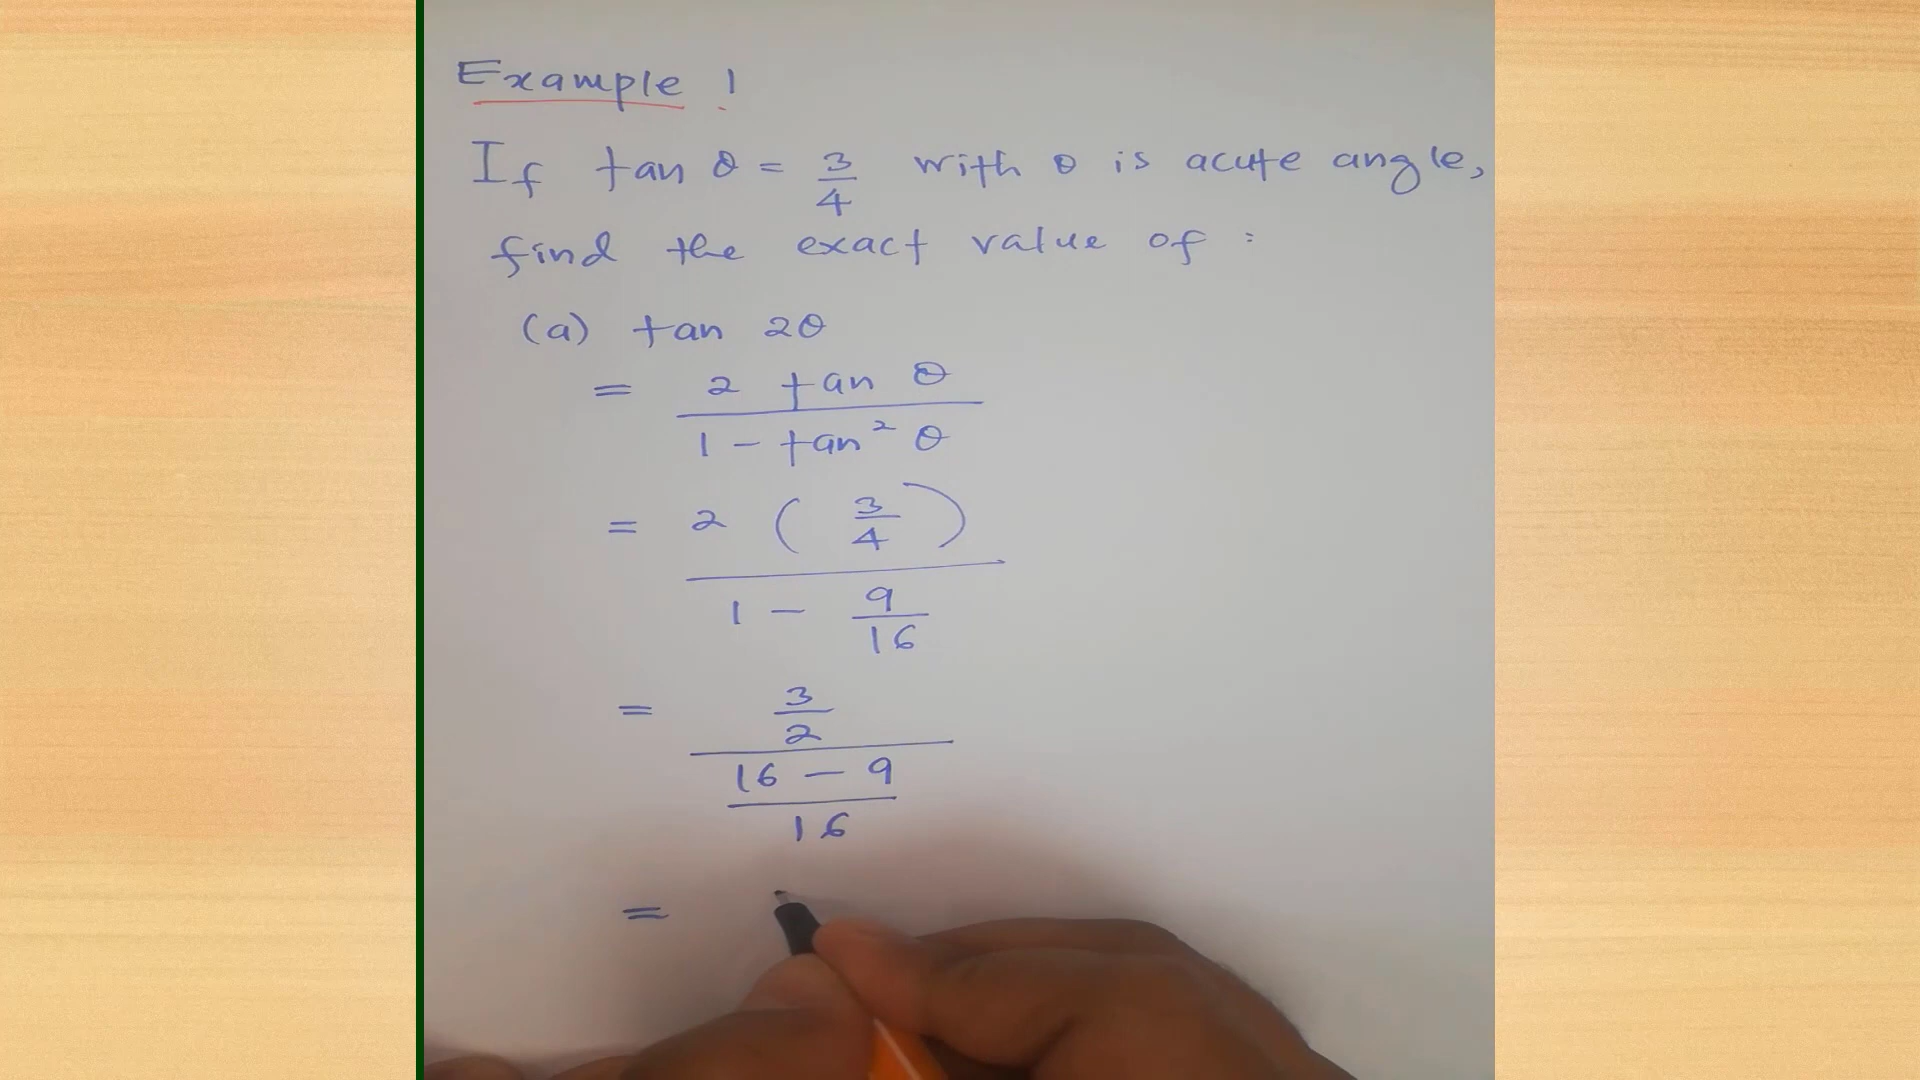 Example 1
If tan θ = 3/4 with θ is acute angle,
find the exact value of :
(a) tan 2θ
= 2 tan θ / 1 - tan² θ
= 2 (3/4) / 1 - 9/16
= 3/2 / 16 - 9/16
=